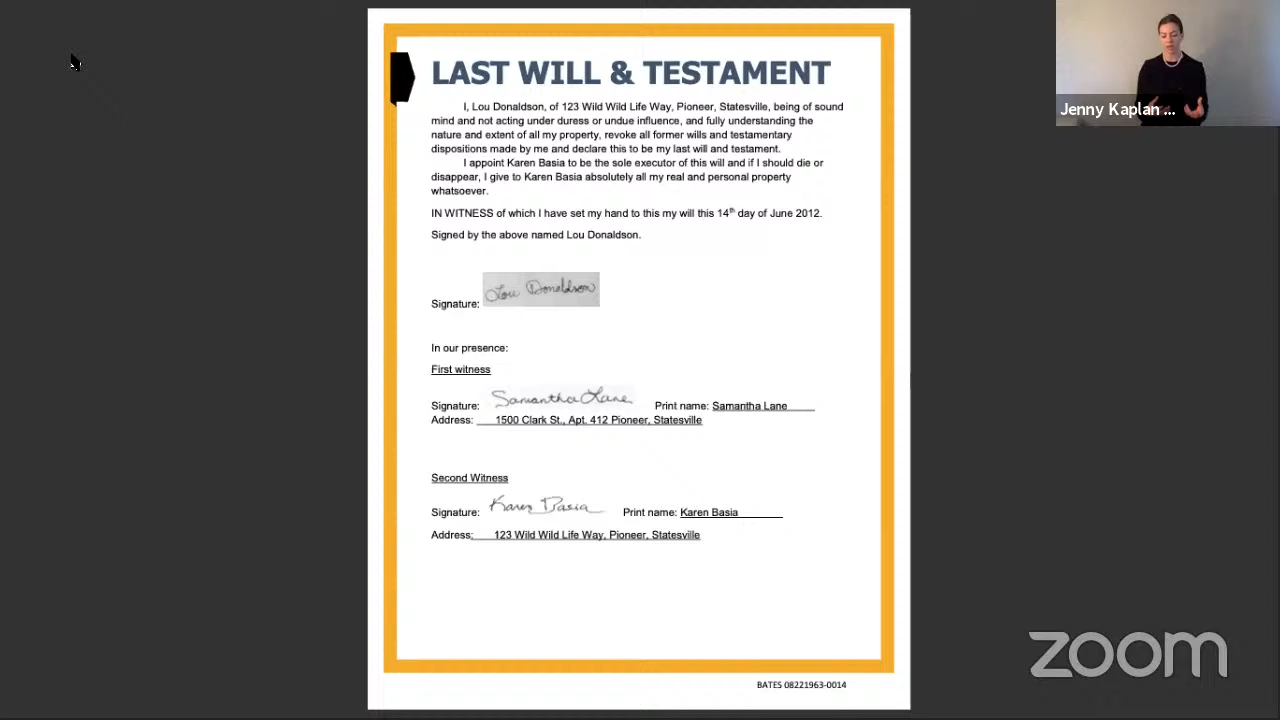 LAST WILL & TESTAMENT
I, Lou Donaldson, of 123 Wild Wild Life Way, Pioneer, Statesville, being of sound
mind and not acting under duress or undue influence, and fully understanding the
nature and extent of all my property, revoke all former wills and testamentary
dispositions made by me and declare this to be my last will and testament.
I appoint Karen Basia to be the sole executor of this will and if I should die or
disappear, I give to Karen Basia absolutely all my real and personal property
whatsoever.
IN WITNESS of which I have set my hand to this my will this 14th day of June 2012.
Signed by the above named Lou Donaldson.
Signature: Lou Donaldson
In our presence:
First witness
Signature: Samantha Lane Print name: Samantha Lane
Address: 1500 Clark St., Apt. 412 Pioneer, Statesville
Second Witness
Signature: Karen Basia Print name: Karen Basia
Address: 123 Wild Wild Life Way, Pioneer, Statesville
BATES 08221963-0014
Jenny Kaplan ...
zoom